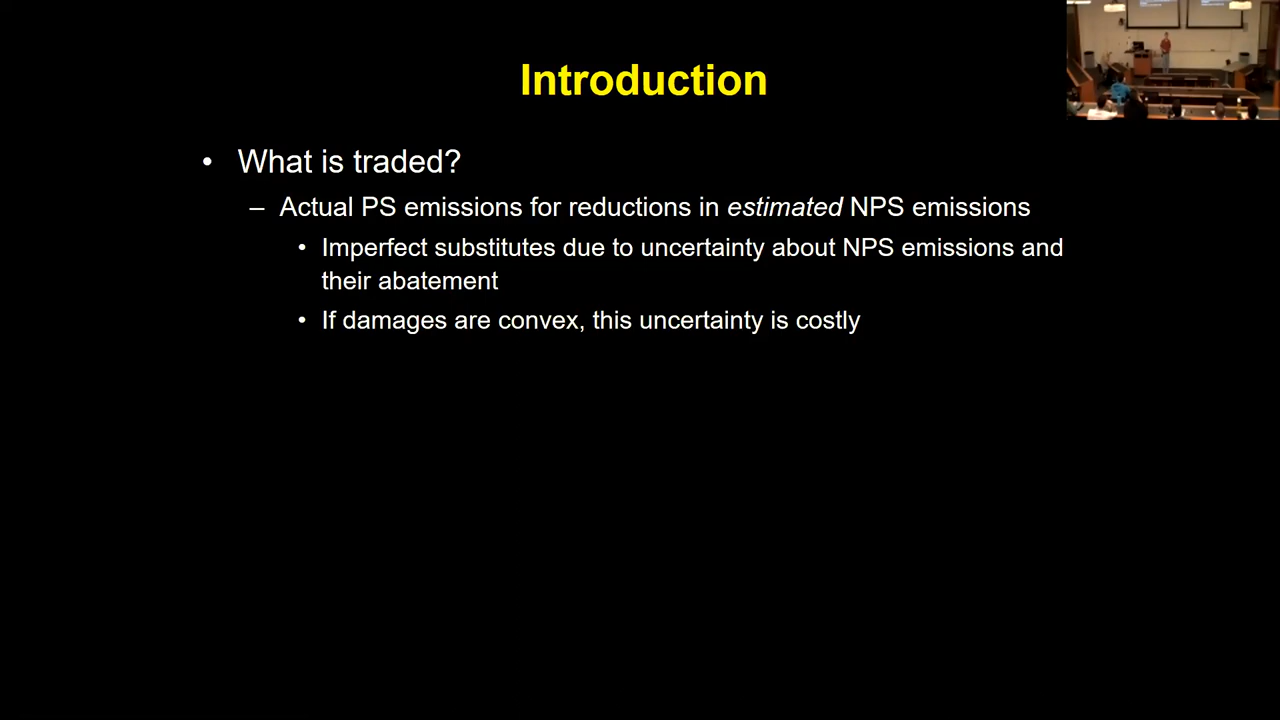 Introduction
• What is traded?
– Actual PS emissions for reductions in estimated NPS emissions
• Imperfect substitutes due to uncertainty about NPS emissions and
their abatement
• If damages are convex, this uncertainty is costly